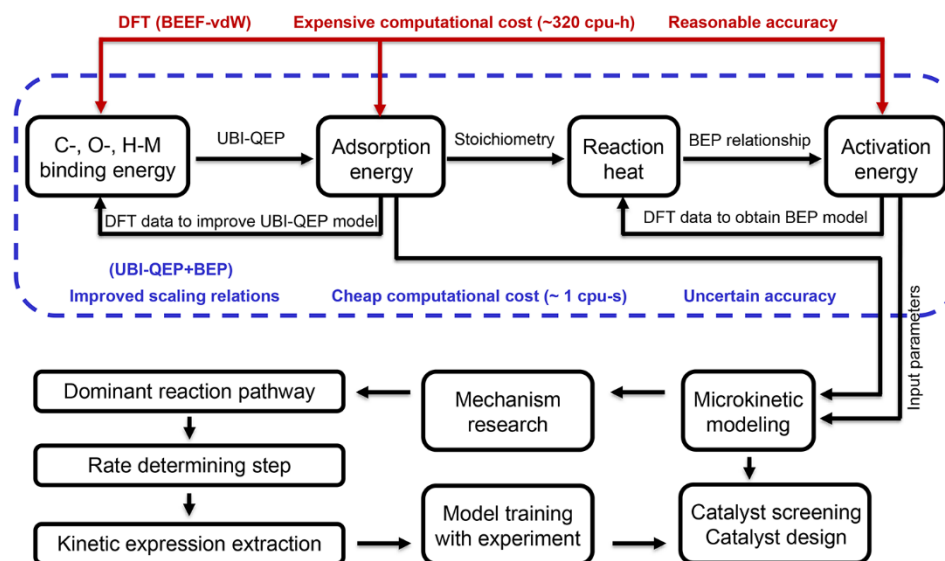 DFT (BEEF-vdW) Expensive computational cost (~320 cpu-h) Reasonable accuracy
C-, O-, H-M
binding energy
UBI-QEP
Adsorption
energy
Stoichiometry
Reaction
heat
BEP relationship
Activation
energy
DFT data to improve UBI-QEP model
DFT data to obtain BEP model
(UBI-QEP+BEP)
Improved scaling relations Cheap computational cost (~ 1 cpu-s) Uncertain accuracy
Input parameters
Dominant reaction pathway
Mechanism
research
Microkinetic
modeling
Rate determining step
Kinetic expression extraction
Model training
with experiment
Catalyst screening
Catalyst design